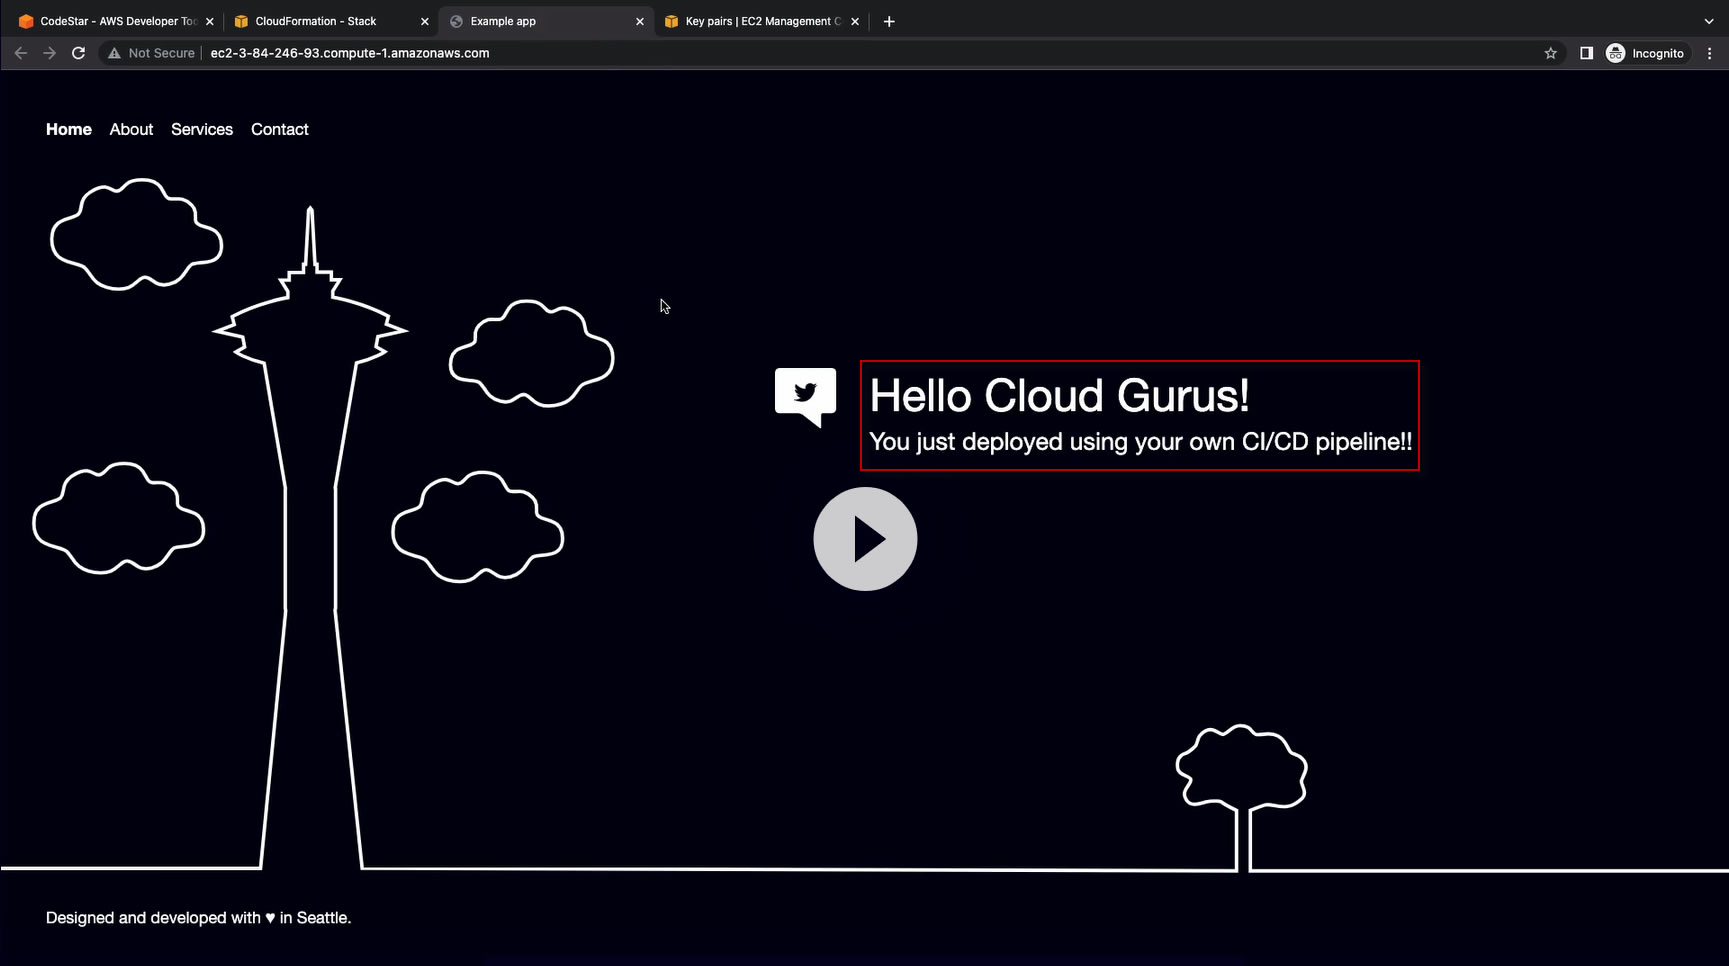 CodeStar - AWS Developer Too
CloudFormation - Stack
Example app
Key pairs | EC2 Management C
Not Secure
ec2-3-84-246-93.compute-1.amazonaws.com
Incognito
Home
About
Services
Contact
Hello Cloud Gurus!
You just deployed using your own CI/CD pipeline!!
Designed and developed with ♥ in Seattle.